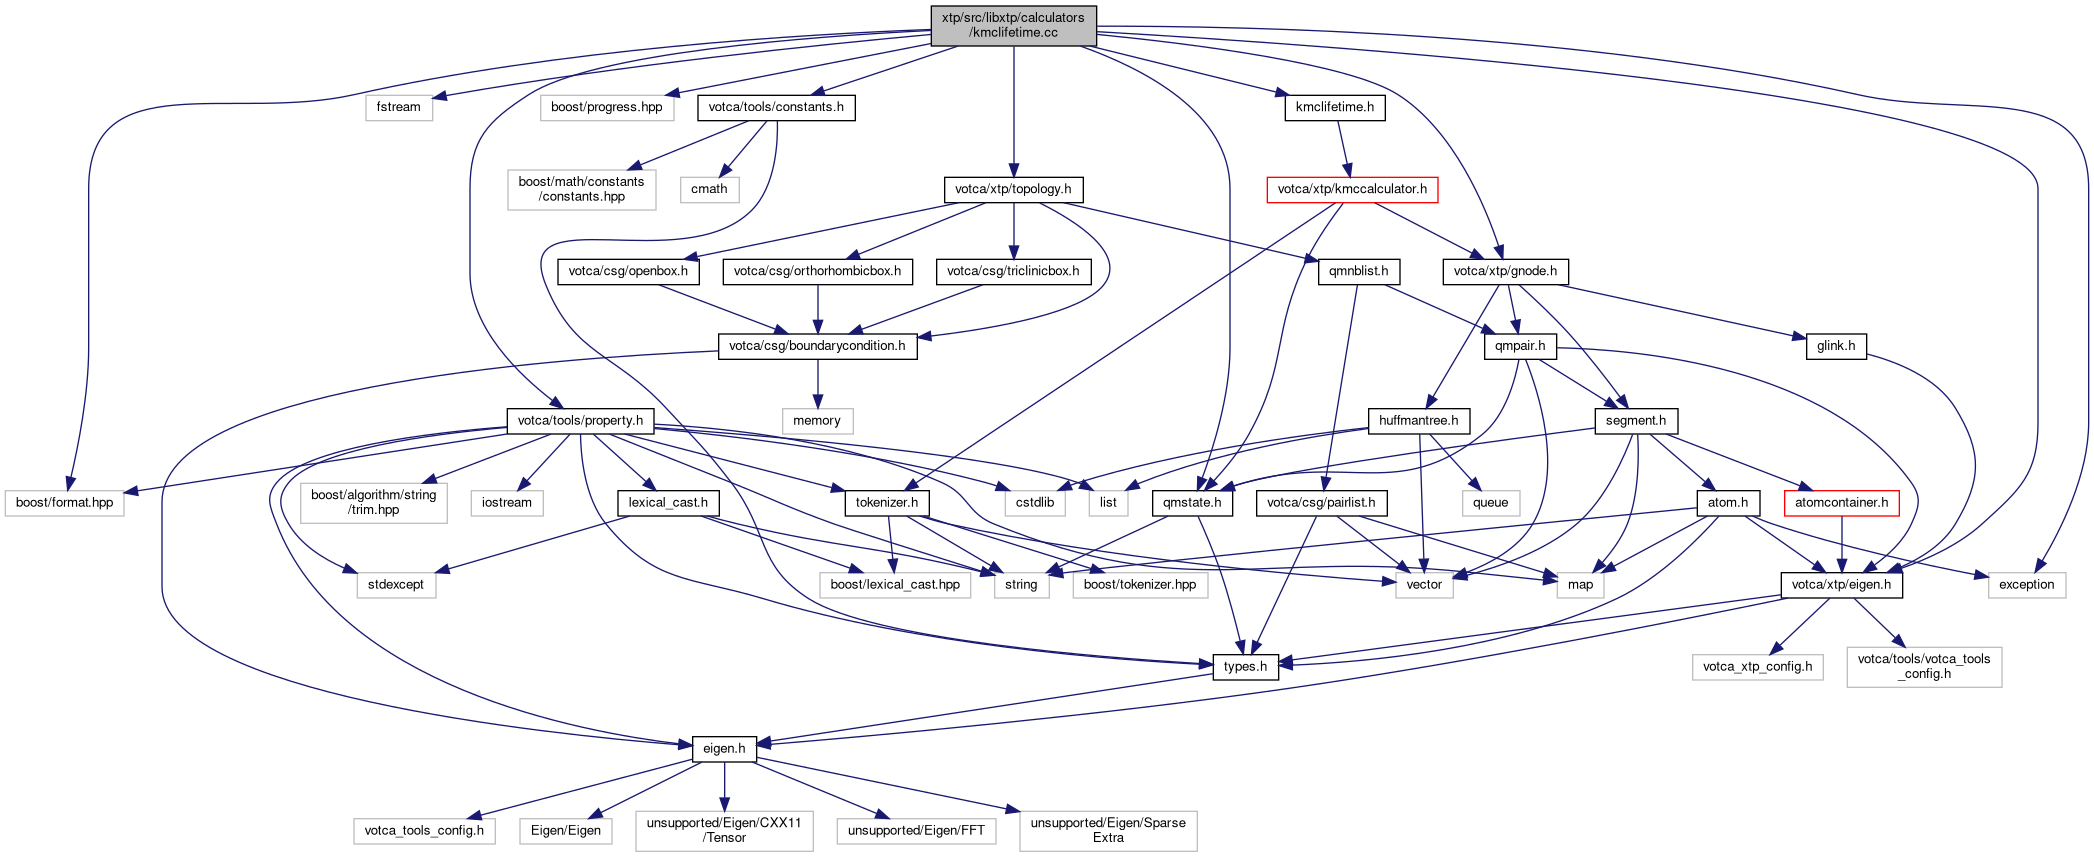 xtp/src/libxtp/calculators
/kmclifetime.cc
fstream
boost/progress.hpp
votca/tools/constants.h
kmclifetime.h
boost/math/constants
/constants.hpp
cmath
votca/xtp/topology.h
votca/xtp/kmccalculator.h
votca/csg/openbox.h
votca/csg/orthorhombicbox.h
votca/csg/triclinicbox.h
qmnblist.h
votca/xtp/gnode.h
votca/csg/boundarycondition.h
qmpair.h
glink.h
votca/tools/property.h
memory
huffmantree.h
segment.h
boost/format.hpp
boost/algorithm/string
/trim.hpp
iostream
lexical_cast.h
tokenizer.h
cstdlib
list
qmstate.h
votca/csg/pairlist.h
queue
atom.h
atomcontainer.h
stdexcept
boost/lexical_cast.hpp
string
boost/tokenizer.hpp
vector
map
votca/xtp/eigen.h
exception
types.h
votca_xtp_config.h
votca/tools/votca_tools
_config.h
eigen.h
votca_tools_config.h
Eigen/Eigen
unsupported/Eigen/CXX11
/Tensor
unsupported/Eigen/FFT
unsupported/Eigen/Sparse
Extra